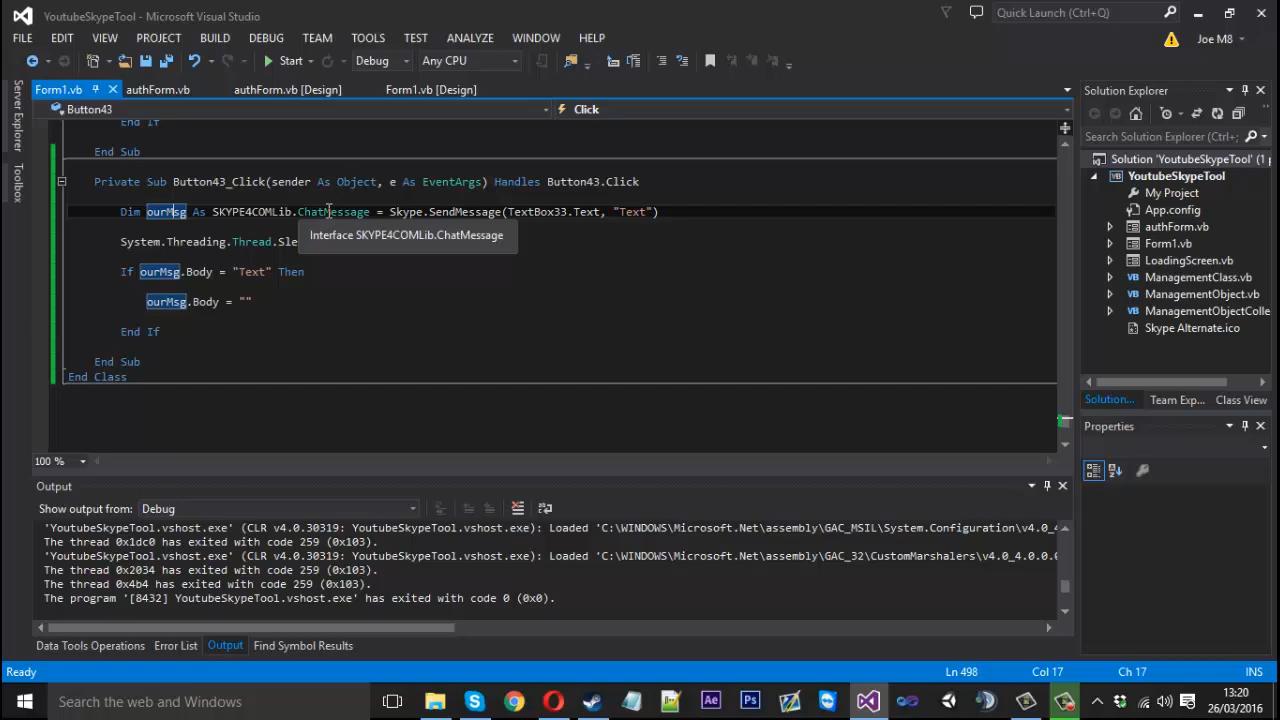 YoutubeSkypeTool - Microsoft Visual Studio
Quick Launch (Ctrl+Q)
FILE EDIT VIEW PROJECT BUILD DEBUG TEAM TOOLS TEST ANALYZE WINDOW HELP
Joe M8
Start Debug Any CPU
Server Explorer
Toolbox
Form1.vb authForm.vb authForm.vb [Design] Form1.vb [Design]
Button43 Click
End If
End Sub
Private Sub Button43_Click(sender As Object, e As EventArgs) Handles Button43.Click
Dim ourMsg As SKYPE4COMLib.ChatMessage = Skype.SendMessage(TextBox33.Text, "Text")
Interface SKYPE4COMLib.ChatMessage
System.Threading.Thread.Sle
If ourMsg.Body = "Text" Then
ourMsg.Body = ""
End If
End Sub
End Class
100 %
Solution Explorer
Search Solution Explorer (Ctrl+;
Solution 'YoutubeSkypeTool' (1 p
YoutubeSkypeTool
My Project
App.config
authForm.vb
Form1.vb
LoadingScreen.vb
ManagementClass.vb
ManagementObject.vb
ManagementObjectColle
Skype Alternate.ico
Solution... Team Exp... Class View
Properties
Output
Show output from: Debug
'YoutubeSkypeTool.vshost.exe' (CLR v4.0.30319: YoutubeSkypeTool.vshost.exe): Loaded 'C:\WINDOWS\Microsoft.Net\assembly\GAC_MSIL\System.Configuration\v4.0_4
The thread 0x1dc0 has exited with code 259 (0x103).
'YoutubeSkypeTool.vshost.exe' (CLR v4.0.30319: YoutubeSkypeTool.vshost.exe): Loaded 'C:\WINDOWS\Microsoft.Net\assembly\GAC_32\CustomMarshalers\v4.0_4.0.0.0
The thread 0x2034 has exited with code 259 (0x103).
The thread 0x4b4 has exited with code 259 (0x103).
The program '[8432] YoutubeSkypeTool.vshost.exe' has exited with code 0 (0x0).
Data Tools Operations Error List Output Find Symbol Results
Ready Ln 498 Col 17 Ch 17 INS
Search the web and Windows
Ae Ps
13:20
26/03/2016